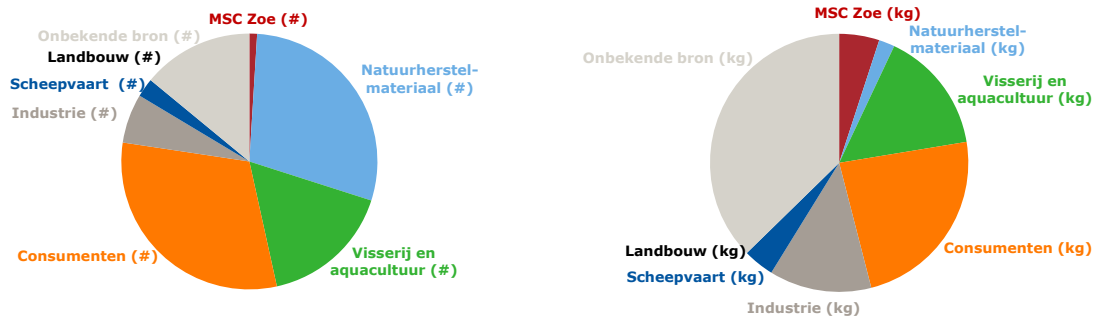 MSC Zoe (#)
Onbekende bron (#)
Landbouw (#)
Scheepvaart  (#)
Industrie (#)
Natuurherstel-
materiaal (#)
Consumenten (#)
Visserij en
aquacultuur (#)
MSC Zoe (kg)
Natuurherstel-
materiaal (kg)
Onbekende bron (kg)
Visserij en
aquacultuur (kg)
Landbouw (kg)
Consumenten (kg)
Scheepvaart (kg)
Industrie (kg)